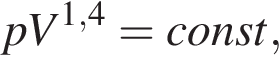 pV^{1,4} = const,